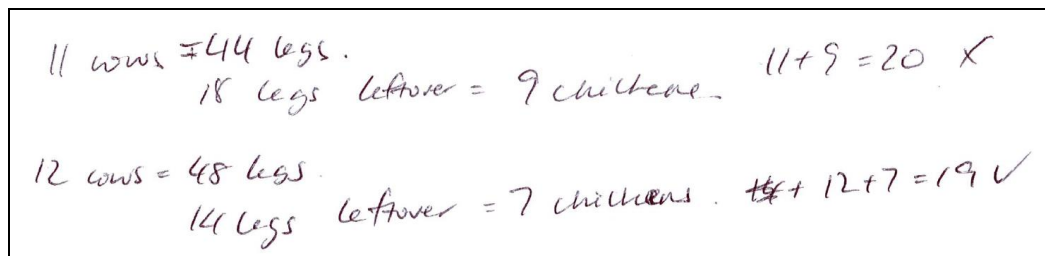 11 cows = 44 legs.
18 legs leftover = 9 chickens. 11+9 = 20 ✗
12 cows = 48 legs.
14 legs leftover = 7 chickens. 12+7=19 ✓